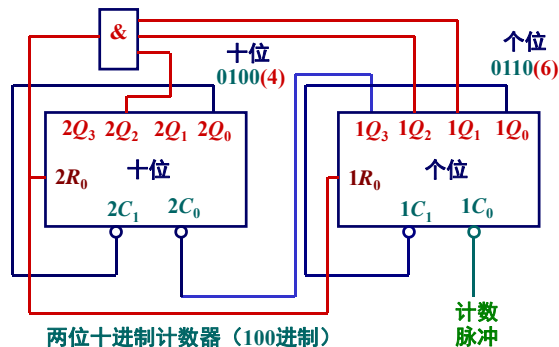 &
十位
0100(4)
个位
0110(6)
2Q3 2Q2 2Q1 2Q0
十位
2R0
2C1 2C0
1Q3 1Q2 1Q1 1Q0
个位
1R0
1C1 1C0
计数
脉冲
两位十进制计数器（100进制）